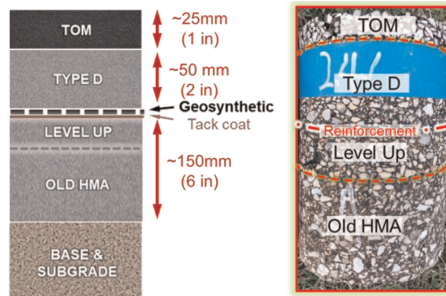 TOM
TYPE D
LEVEL UP
OLD HMA
BASE &
SUBGRADE
~25mm
(1 in)
~50 mm
(2 in)
Geosynthetic
Tack coat
~150mm
(6 in)
TOM
Type D
Reinforcement
Level Up
Old HMA